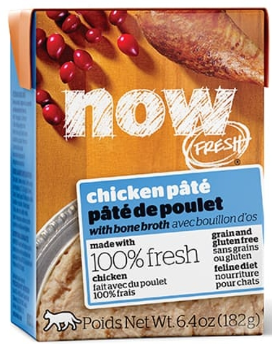 now
FRESH®
chicken pâté
pâté de poulet
with bone broth avec bouillon d'os
made with
100% fresh
chicken
fait avec du poulet
100% frais
grain and
gluten free
sans grains
ou gluten
feline diet
nourriture
pour chats
Poids Net Wt. 6.4 oz (182g)